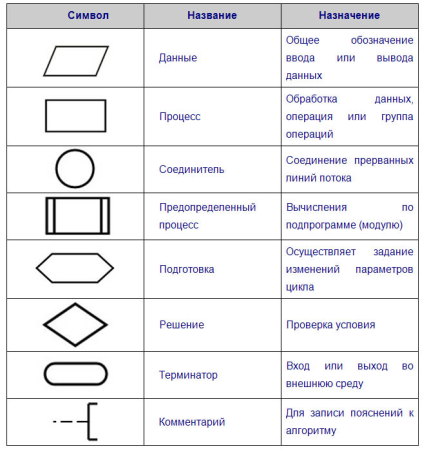 Символ Название Назначение
Данные
Общее обозначение
ввода или вывода
данных
Процесс
Обработка данных,
операция или группа
операций
Соединитель
Соединение прерванных
линий потока
Предопределенный
процесс
Вычисления по
подпрограмме (модулю)
Подготовка
Осуществляет задание
изменений параметров
цикла
Решение
Проверка условия
Терминатор
Вход или выход во
внешнюю среду
Комментарий
Для записи пояснений к
алгоритму